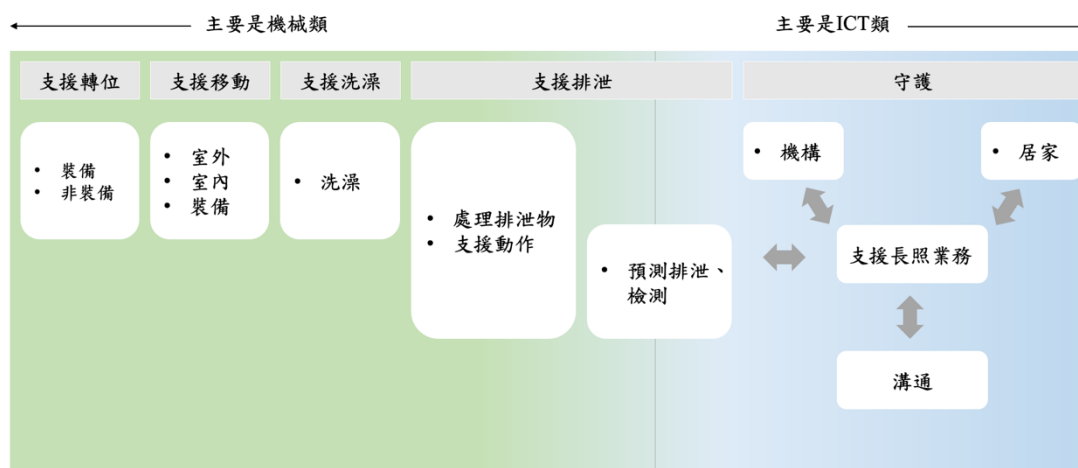 主要是機械類
主要是ICT類
支援轉位
支援移動
支援洗澡
支援排泄
守護
• 裝備
• 非裝備
• 室外
• 室內
• 裝備
• 洗澡
• 處理排泄物
• 支援動作
• 預測排泄、
檢測
• 機構
• 居家
支援長照業務
溝通